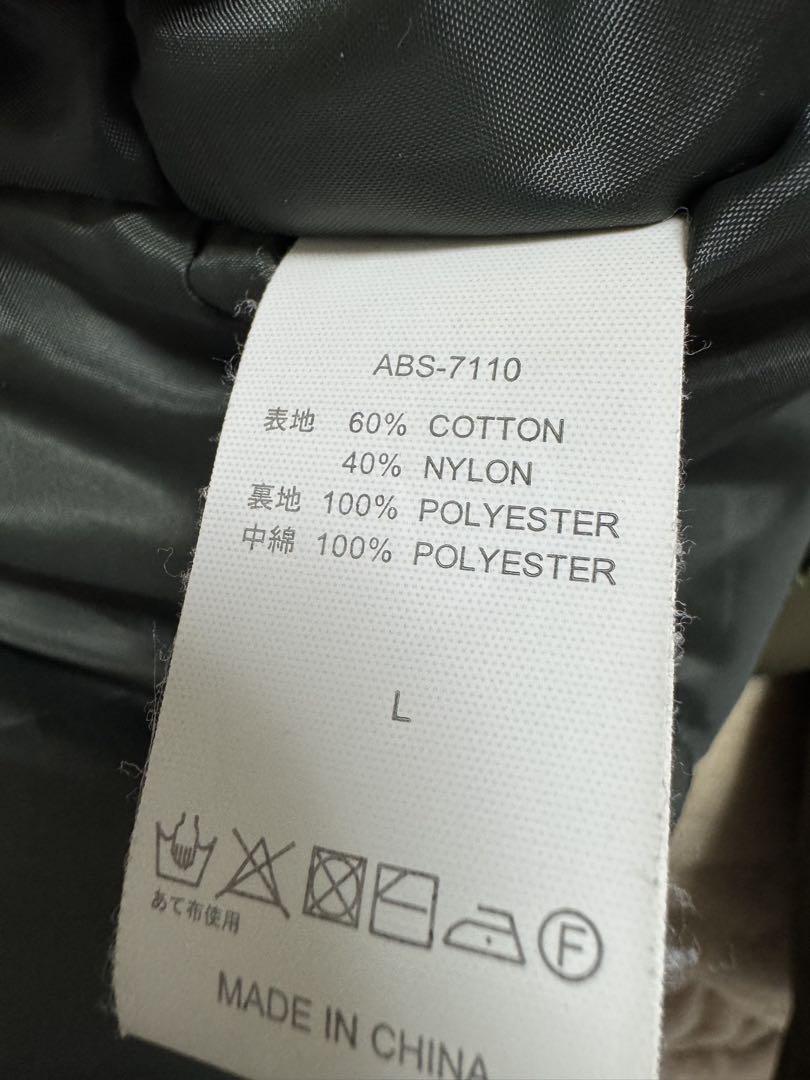 ABS-7110
表地 60% COTTON
40% NYLON
裏地 100% POLYESTER
中綿 100% POLYESTER
L
あて布使用
F
MADE IN CHINA